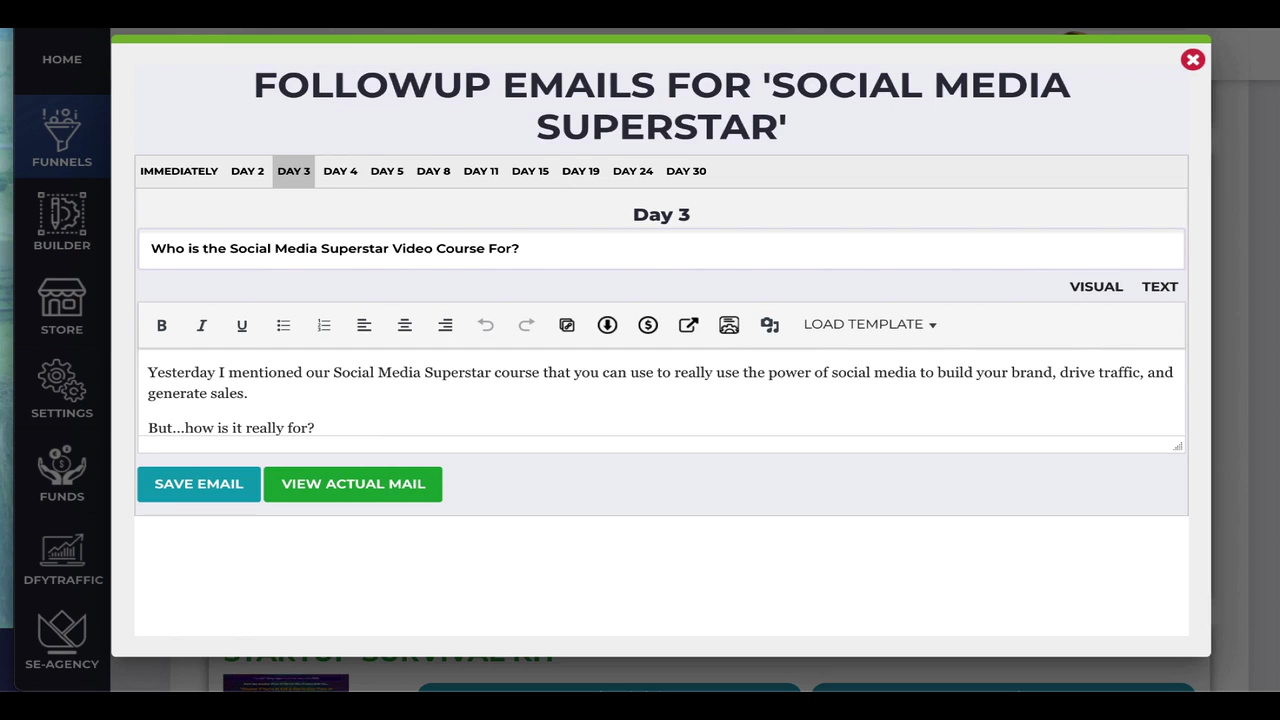 HOME
FUNNELS
BUILDER
STORE
SETTINGS
FUNDS
DFYTRAFFIC
SE-AGENCY
FOLLOWUP EMAILS FOR 'SOCIAL MEDIA
SUPERSTAR'
IMMEDIATELY DAY 2 DAY 3 DAY 4 DAY 5 DAY 8 DAY 11 DAY 15 DAY 19 DAY 24 DAY 30
Day 3
Who is the Social Media Superstar Video Course For?
VISUAL TEXT
B I U LOAD TEMPLATE
Yesterday I mentioned our Social Media Superstar course that you can use to really use the power of social media to build your brand, drive traffic, and
generate sales.
But...how is it really for?
SAVE EMAIL VIEW ACTUAL MAIL
STARTUP SURVIVAL KIT